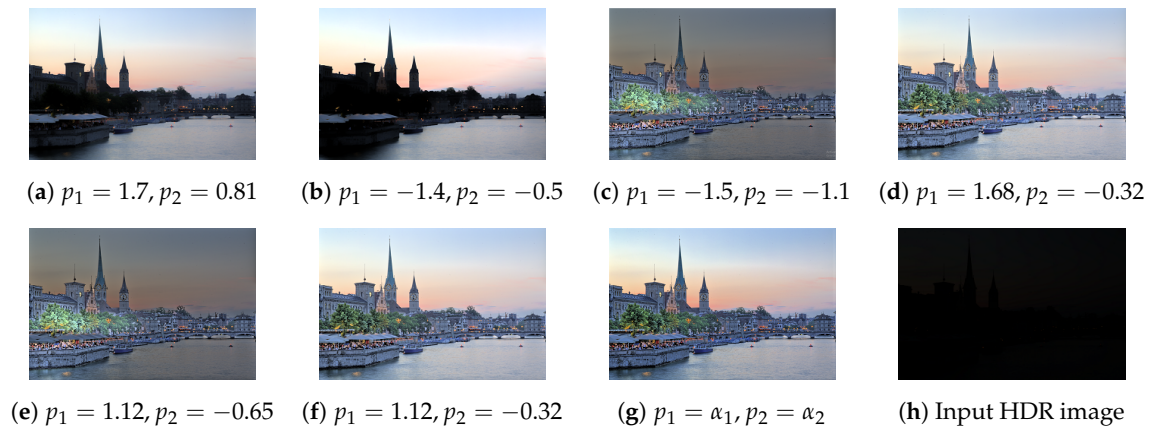 (a) p₁ = 1.7, p₂ = 0.81
(b) p₁ = −1.4, p₂ = −0.5
(c) p₁ = −1.5, p₂ = −1.1
(d) p₁ = 1.68, p₂ = −0.32
(e) p₁ = 1.12, p₂ = −0.65
(f) p₁ = 1.12, p₂ = −0.32
(g) p₁ = α₁, p₂ = α₂
(h) Input HDR image